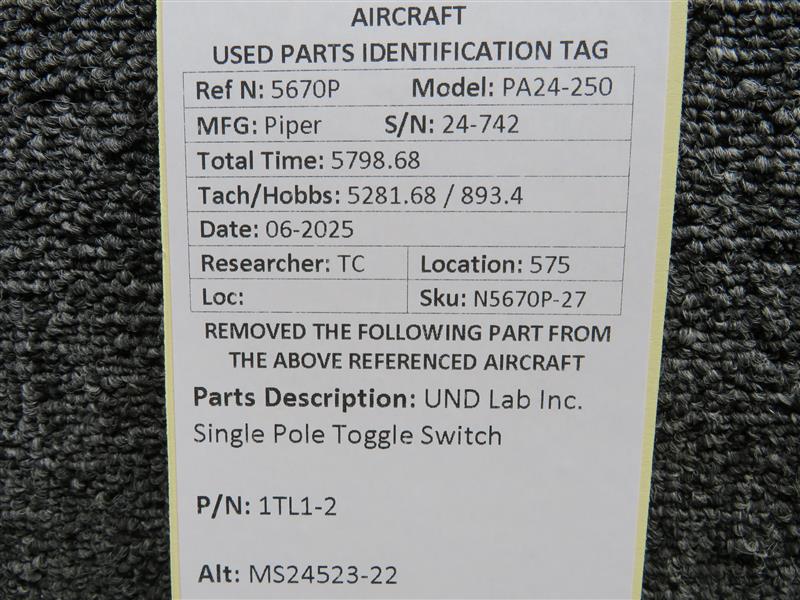 AIRCRAFT
USED PARTS IDENTIFICATION TAG
Ref N: 5670P Model: PA24-250
MFG: Piper S/N: 24-742
Total Time: 5798.68
Tach/Hobbs: 5281.68 / 893.4
Date: 06-2025
Researcher: TC Location: 575
Loc: Sku: N5670P-27
REMOVED THE FOLLOWING PART FROM
THE ABOVE REFERENCED AIRCRAFT
Parts Description: UND Lab Inc.
Single Pole Toggle Switch
P/N: 1TL1-2
Alt: MS24523-22